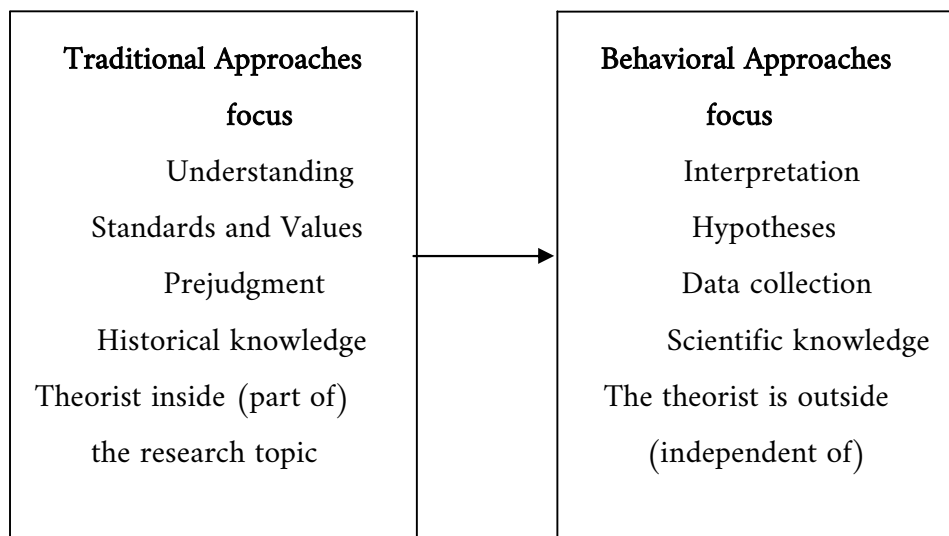 Traditional Approaches
focus
Understanding
Standards and Values
Prejudgment
Historical knowledge
Theorist inside (part of)
the research topic
Behavioral Approaches
focus
Interpretation
Hypotheses
Data collection
Scientific knowledge
The theorist is outside
(independent of)